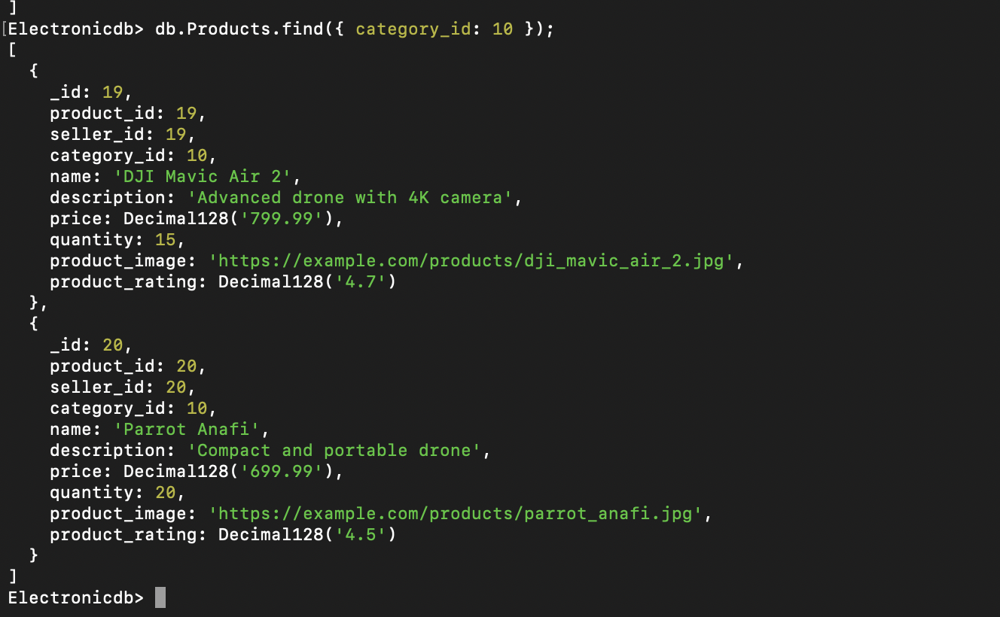 ]
[Electronicdb> db.Products.find({ category_id: 10 });
[
  {
    _id: 19,
    product_id: 19,
    seller_id: 19,
    category_id: 10,
    name: 'DJI Mavic Air 2',
    description: 'Advanced drone with 4K camera',
    price: Decimal128('799.99'),
    quantity: 15,
    product_image: 'https://example.com/products/dji_mavic_air_2.jpg',
    product_rating: Decimal128('4.7')
  },
  {
    _id: 20,
    product_id: 20,
    seller_id: 20,
    category_id: 10,
    name: 'Parrot Anafi',
    description: 'Compact and portable drone',
    price: Decimal128('699.99'),
    quantity: 20,
    product_image: 'https://example.com/products/parrot_anafi.jpg',
    product_rating: Decimal128('4.5')
  }
]
Electronicdb>